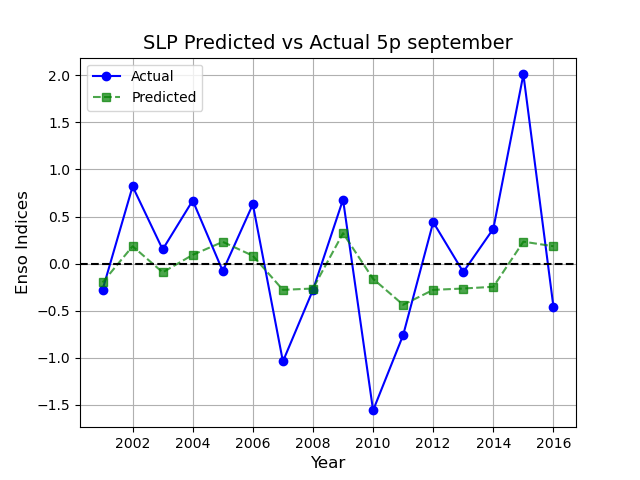 SLP Predicted vs Actual 5p september
Actual
Predicted
Enso Indices
2.0
1.5
1.0
0.5
0.0
−0.5
−1.0
−1.5
2002 2004 2006 2008 2010 2012 2014 2016
Year